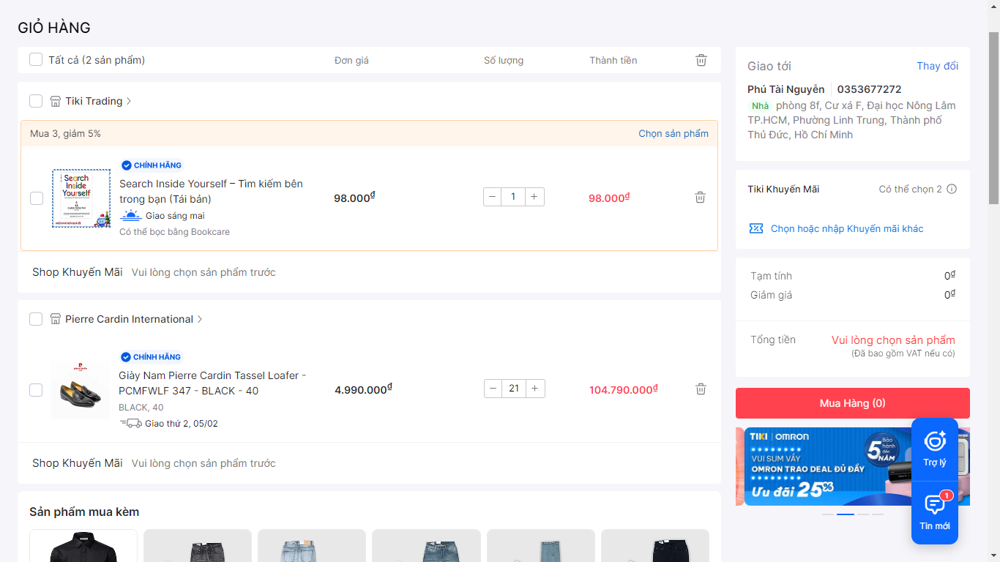 GIỎ HÀNG
Tất cả (2 sản phẩm)
Đơn giá
Số lượng
Thành tiền
Tiki Trading
Mua 3, giảm 5%
Chọn sản phẩm
Search
Inside
Yourself
CHÍNH HÃNG
Search Inside Yourself – Tìm kiếm bên
trong bạn (Tái bản)
Giao sáng mai
Có thể bọc bằng Bookcare
98.000₫
1
98.000₫
Shop Khuyến Mãi Vui lòng chọn sản phẩm trước
Pierre Cardin International
pierre cardin
CHÍNH HÃNG
Giày Nam Pierre Cardin Tassel Loafer -
PCMFWLF 347 - BLACK - 40
BLACK, 40
Giao thứ 2, 05/02
4.990.000₫
21
104.790.000₫
Shop Khuyến Mãi Vui lòng chọn sản phẩm trước
Sản phẩm mua kèm
Giao tới
Thay đổi
Phú Tài Nguyễn 0353677272
Nhà phòng 8f, Cư xá F, Đại học Nông Lâm
TP.HCM, Phường Linh Trung, Thành phố
Thủ Đức, Hồ Chí Minh
Tiki Khuyến Mãi
Có thể chọn 2
Chọn hoặc nhập Khuyến mãi khác
Tạm tính 0₫
Giảm giá 0₫
Tổng tiền Vui lòng chọn sản phẩm
(Đã bao gồm VAT nếu có)
Mua Hàng (0)
TIKI OMRON
VUI SUM VẦY
OMRON TRAO DEAL ĐỦ ĐẦY
Ưu đãi 25%
Bảo
hành
đến
5 NĂM
Trợ lý
1
Tin mới